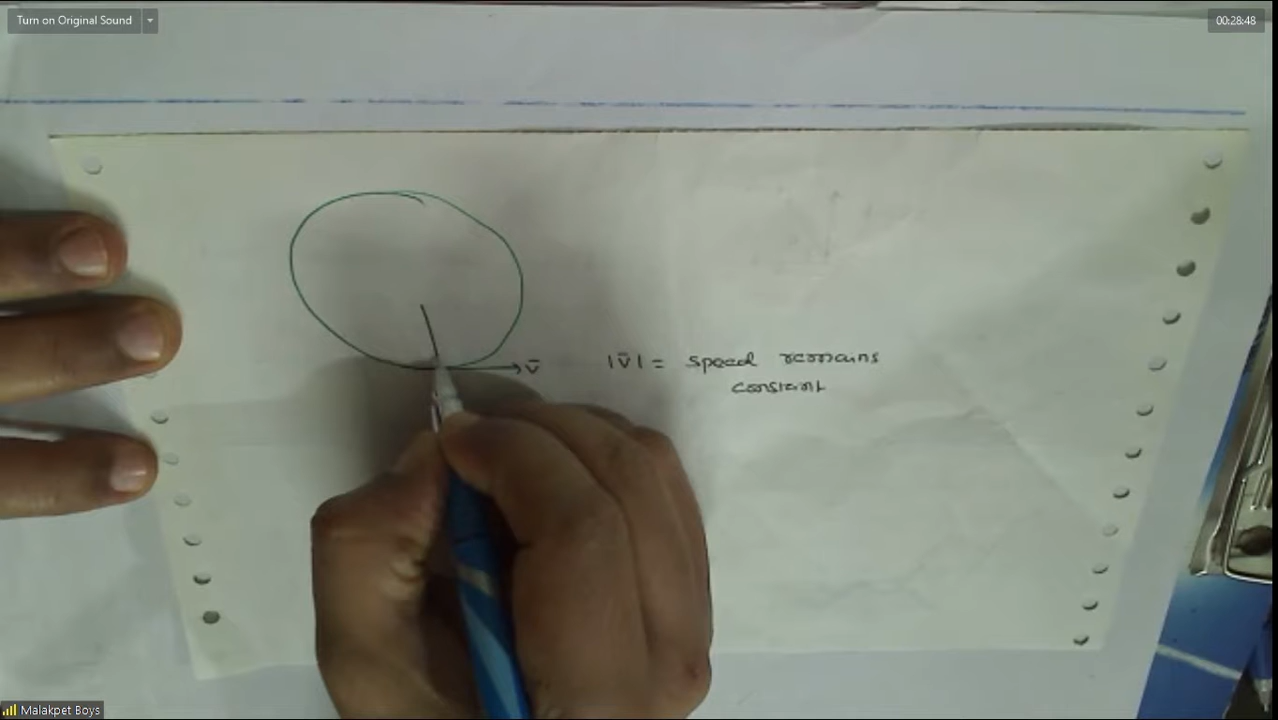 Turn on Original Sound
00:28:48
v̄
|v̄| = speed remains
constant
Malakpet Boys